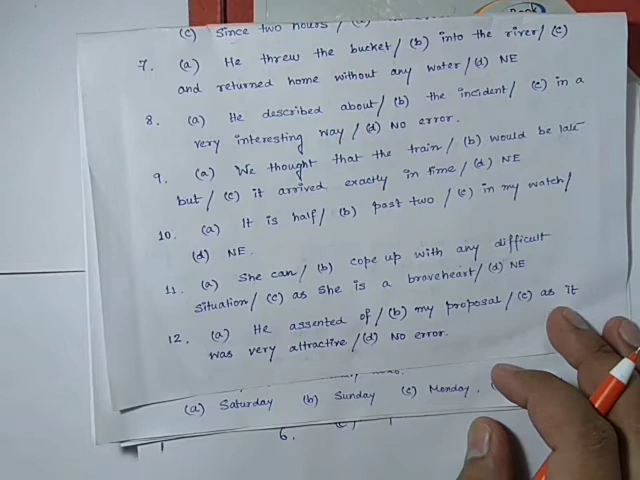 Book
(c) Since two hours / (d)
7. (a) He threw the bucket / (b) into the river / (c)
and returned home without any water / (d) NE
8. (a) He described about / (b) the incident / (c) in a
very interesting way / (d) No error.
9. (a) We thought that the train / (b) would be late
but / (c) it arrived exactly in time / (d) NE
10. (a) It is half / (b) past two / (c) in my watch /
(d) NE.
11. (a) She can / (b) cope up with any difficult
situation / (c) as she is a braveheart / (d) NE
12. (a) He assented of / (b) my proposal / (c) as it
was very attractive / (d) No error.
(a) Saturday (b) Sunday (c) Monday.
6.